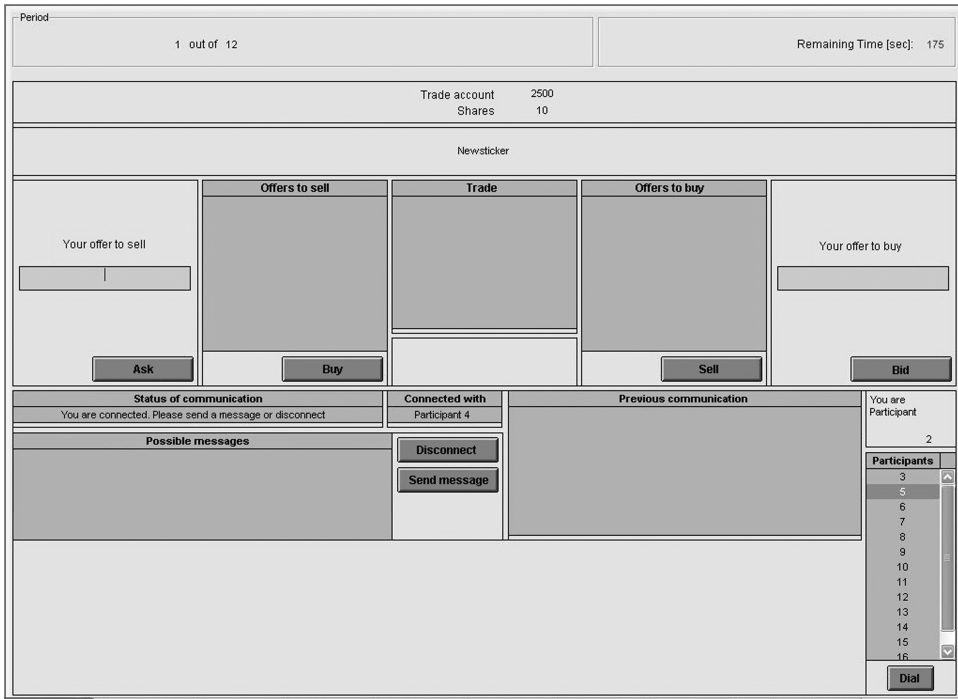 Period
1 out of 12
Remaining Time [sec]: 175
Trade account 2500
Shares 10
Newsticker
Your offer to sell
Ask
Offers to sell
Buy
Trade
Offers to buy
Sell
Your offer to buy
Bid
Status of communication
You are connected. Please send a message or disconnect
Connected with
Participant 4
Possible messages
Disconnect
Send message
Previous communication
You are
Participant
2
Participants
3
5
6
7
8
9
10
11
12
13
14
15
16
Dial